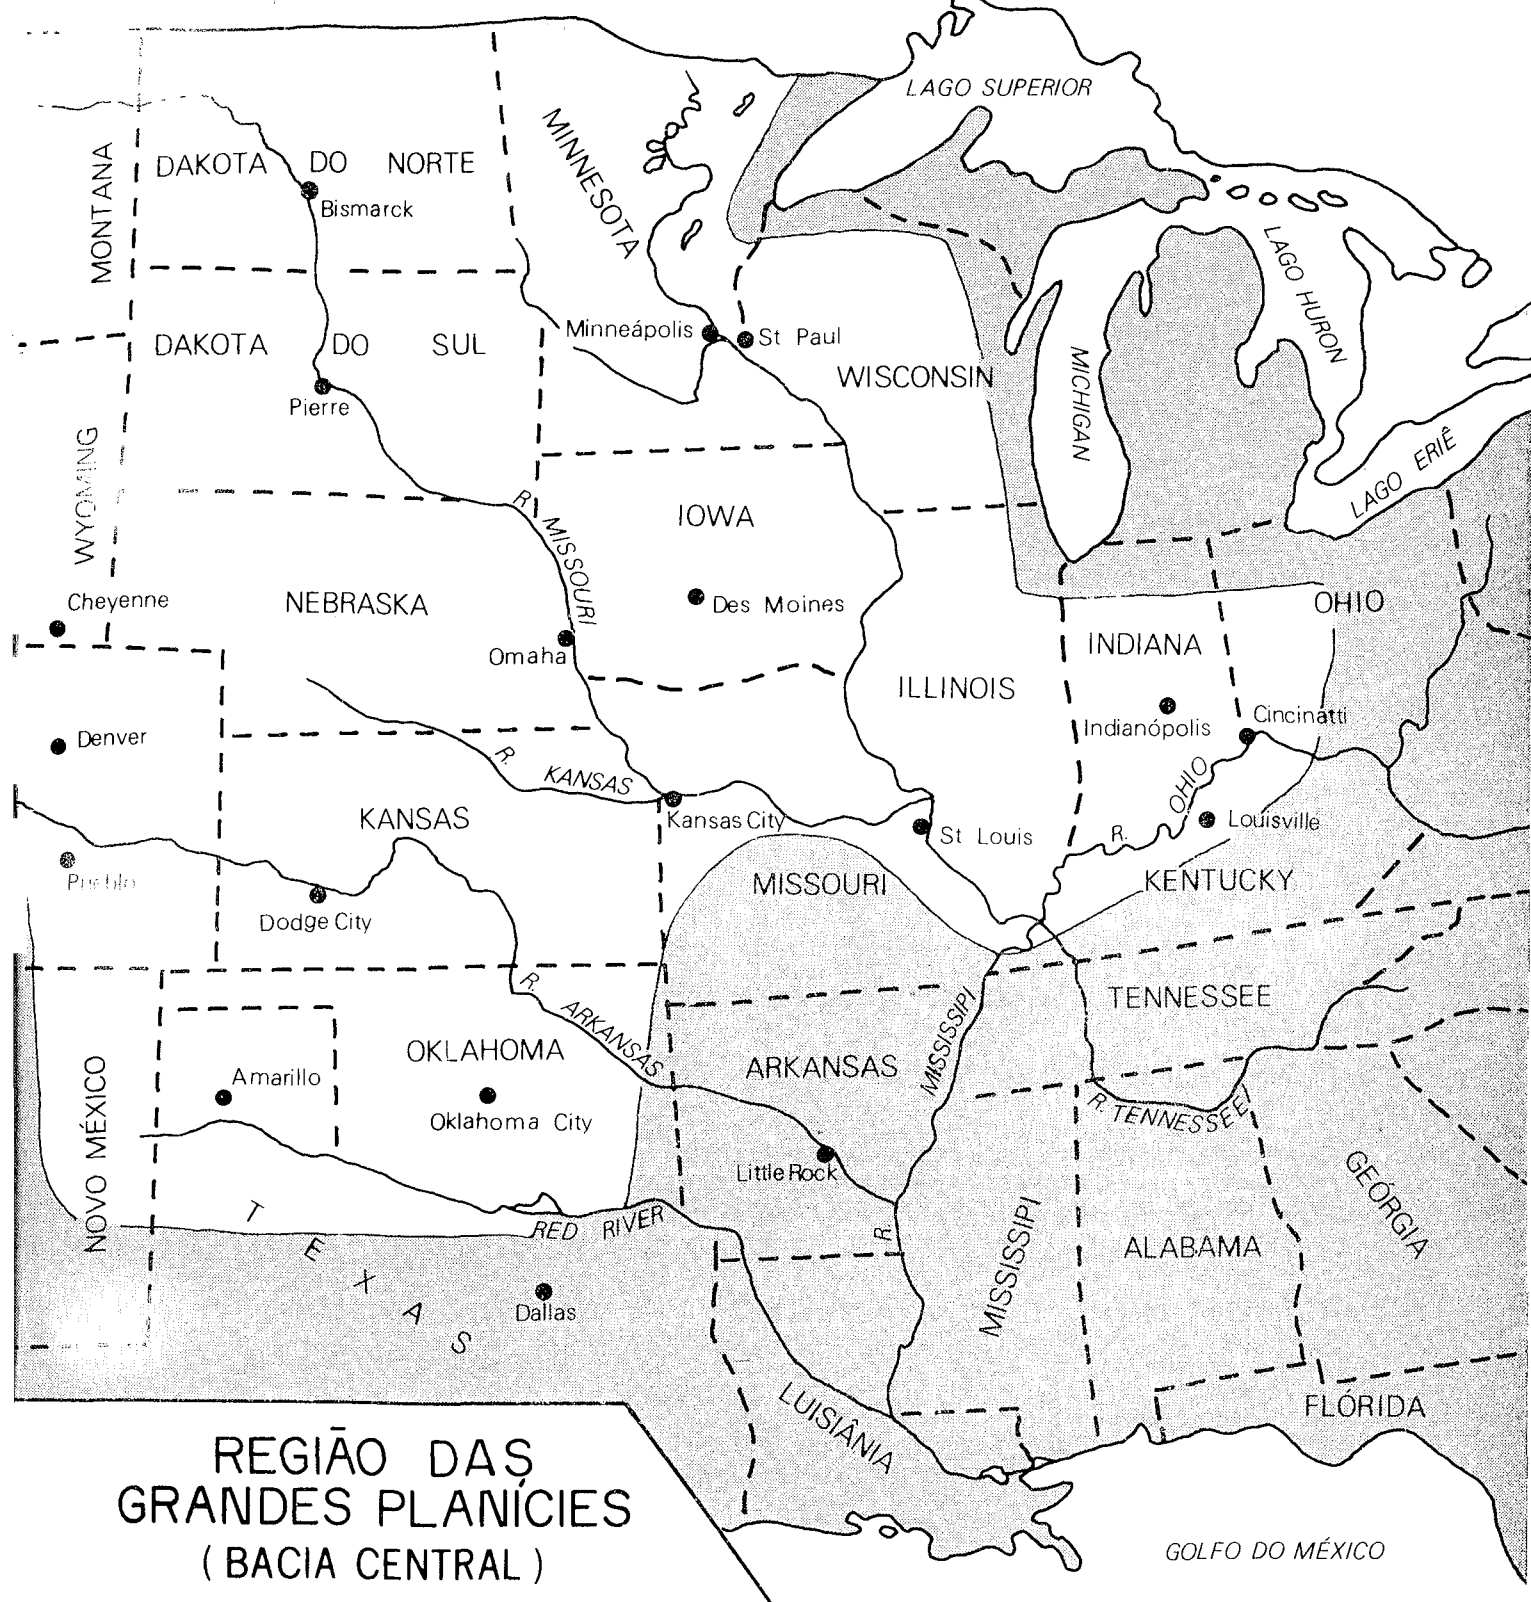 LAGO SUPERIOR
MINNESOTA
MONTANA
DAKOTA DO NORTE
Bismarck
LAGO HURON
Minneápolis
St Paul
DAKOTA DO SUL
WISCONSIN
MICHIGAN
Pierre
WYOMING
LAGO ERIÊ
R. MISSOURI
IOWA
Cheyenne
NEBRASKA
Des Moines
OHIO
INDIANA
Omaha
ILLINOIS
Denver
Indianópolis
Cincinatti
R. KANSAS
R. OHIO
KANSAS
Kansas City
St Louis
Louisville
Pueblo
MISSOURI
KENTUCKY
Dodge City
R. ARKANSAS
TENNESSEE
R. MISSISSIPI
OKLAHOMA
ARKANSAS
Amarillo
Oklahoma City
R. TENNESSEE
NOVO MÉXICO
Little Rock
GEÓRGIA
TEXAS
RED RIVER
MISSISSIPI
ALABAMA
Dallas
LUISIÂNIA
FLÓRIDA
REGIÃO DAS
GRANDES PLANÍCIES
(BACIA CENTRAL)
GOLFO DO MÉXICO